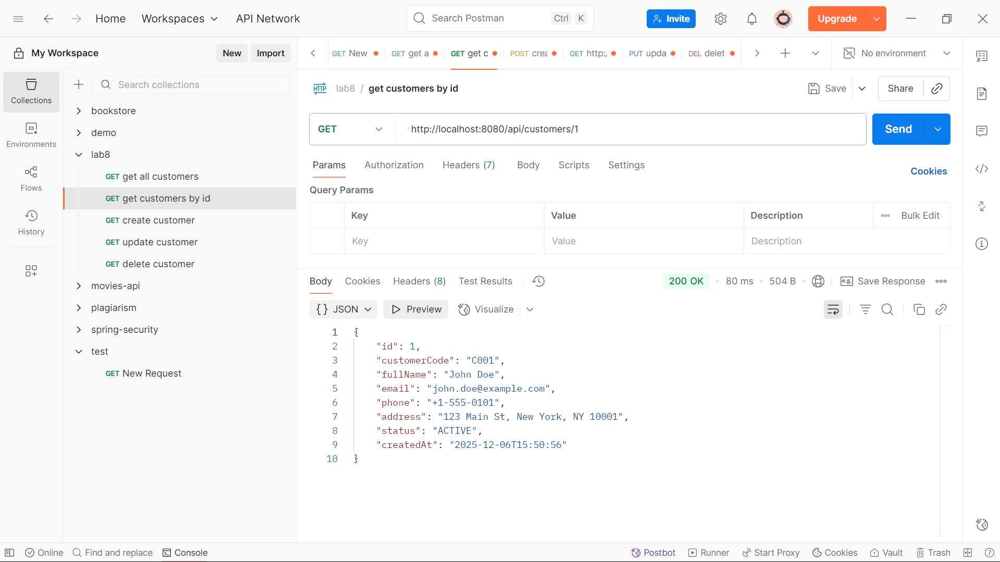 Home Workspaces API Network Search Postman Ctrl K Invite Upgrade
My Workspace New Import
GET New GET get a GET get c POST crea GET http:/ PUT upda DEL delet No environment
Collections
Environments
Flows
History
Search collections
bookstore
demo
lab8
GET get all customers
GET get customers by id
GET create customer
GET update customer
GET delete customer
movies-api
plagiarism
spring-security
test
GET New Request
HTTP lab8 / get customers by id Save Share
GET http://localhost:8080/api/customers/1 Send
Params Authorization Headers (7) Body Scripts Settings Cookies
Query Params
Key Value Description Bulk Edit
Key Value Description
Body Cookies Headers (8) Test Results 200 OK • 80 ms • 504 B • e.g. Save Response
{} JSON Preview Visualize
1 {
2 "id": 1,
3 "customerCode": "C001",
4 "fullName": "John Doe",
5 "email": "john.doe@example.com",
6 "phone": "+1-555-0101",
7 "address": "123 Main St, New York, NY 10001",
8 "status": "ACTIVE",
9 "createdAt": "2025-12-06T15:50:56"
10 }
Online Find and replace Console Postbot Runner Start Proxy Cookies Vault Trash